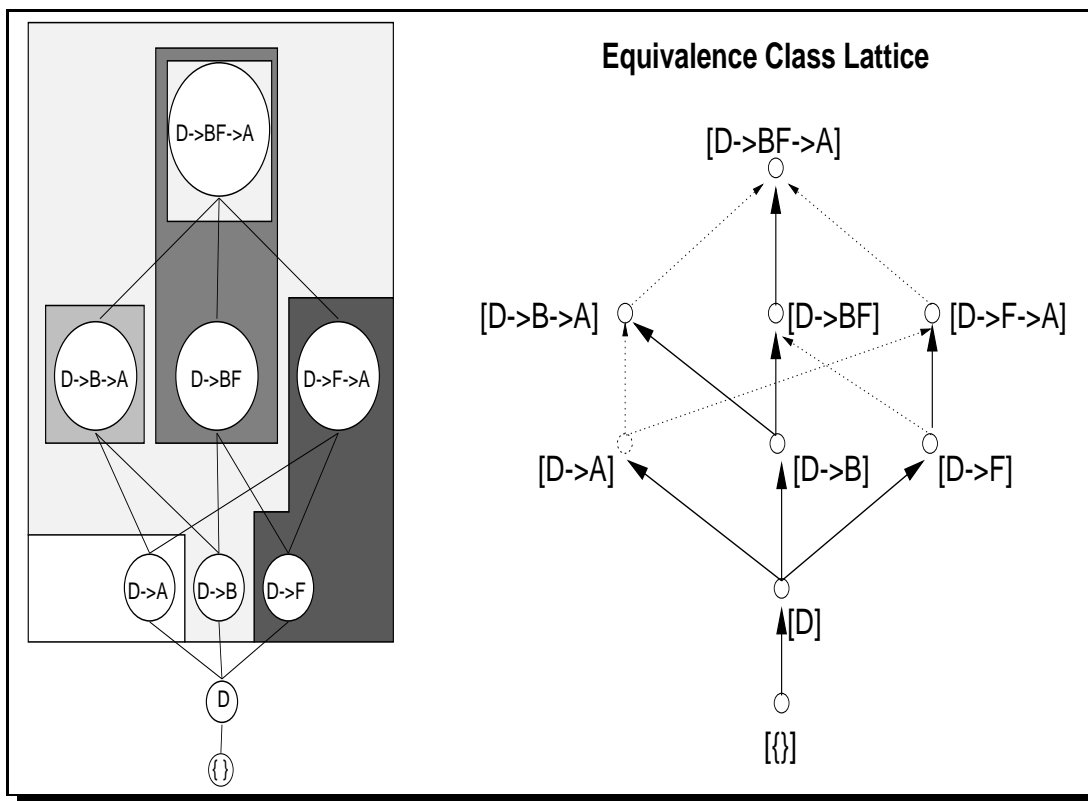 D->BF->A
D->B->A
D->BF
D->F->A
D->A
D->B
D->F
D
{ }
Equivalence Class Lattice
[D->BF->A]
[D->B->A]
[D->BF]
[D->F->A]
[D->A]
[D->B]
[D->F]
[D]
[{}]